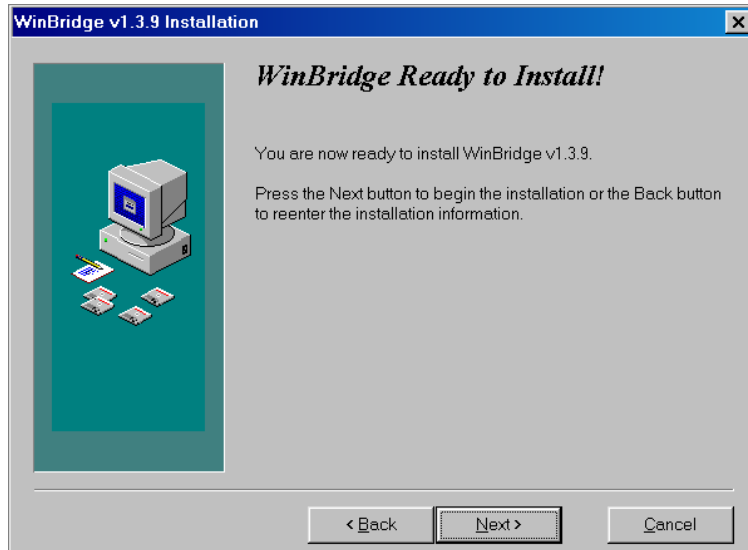 WinBridge v1.3.9 Installation
WinBridge Ready to Install!
You are now ready to install WinBridge v1.3.9.
Press the Next button to begin the installation or the Back button
to reenter the installation information.
< Back
Next >
Cancel